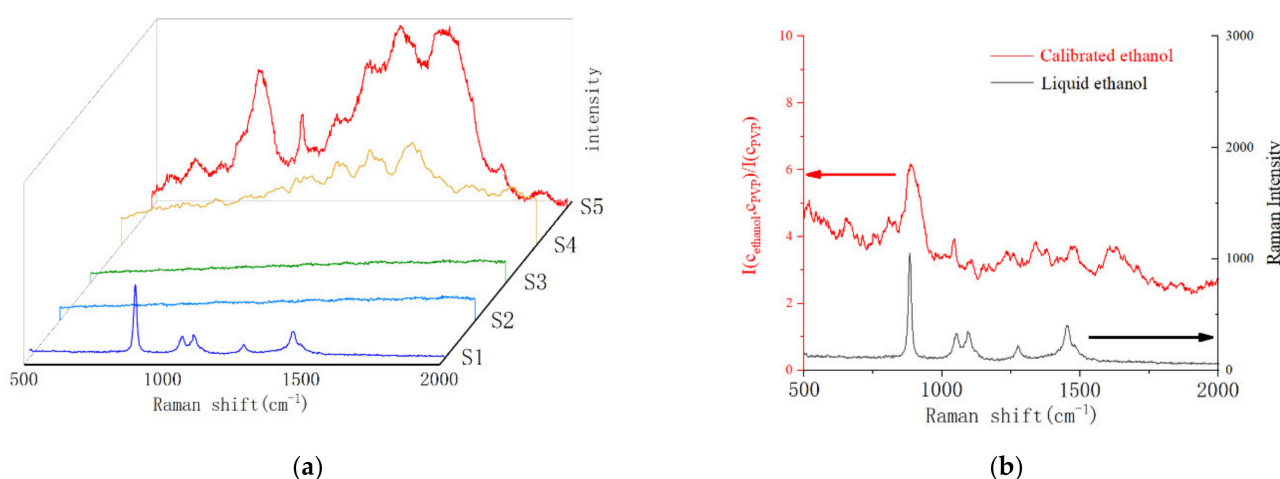 intensity
S5
S4
S3
S2
S1
500
1000
1500
2000
Raman shift(cm⁻¹)
(a)
10
8
6
4
2
0
I(c_ethanol,c_PVP)/I(c_PVP)
Calibrated ethanol
Liquid ethanol
3000
2000
1000
0
Raman Intensity
500
1000
1500
2000
Raman shift(cm⁻¹)
(b)